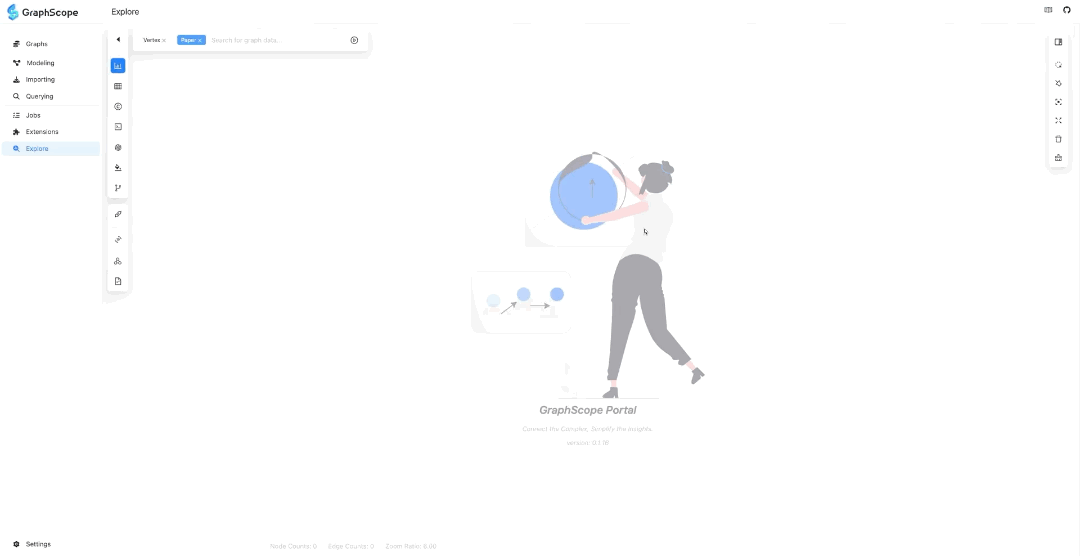 GraphScope
Explore
Graphs
Modeling
Importing
Querying
Jobs
Extensions
Explore
Vertex ×
Paper ×
Search for graph data..
GraphScope Portal
Connect the Complex, Simplify the Insights
version: 0.1.18
Settings
Node Counts: 0
Edge Counts: 0
Zoom Ratio: 6.00